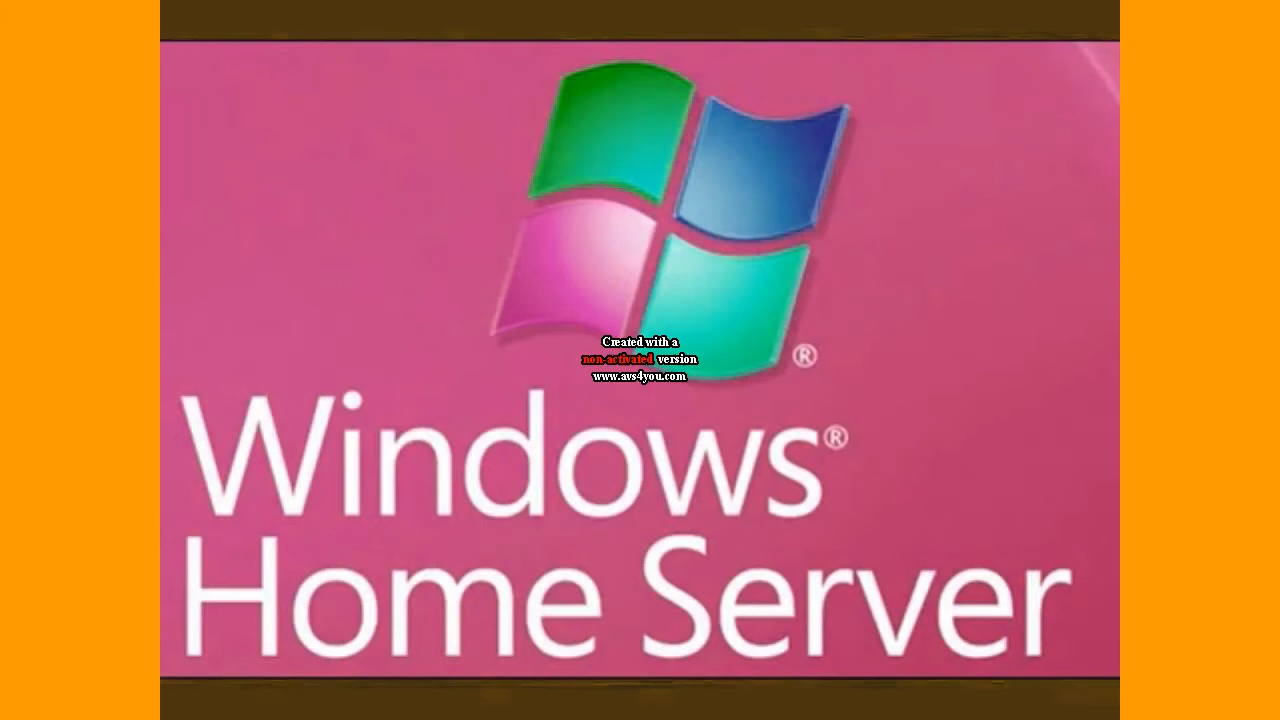 ®
Created with a
non-activated version
www.avs4you.com
Windows®
Home Server